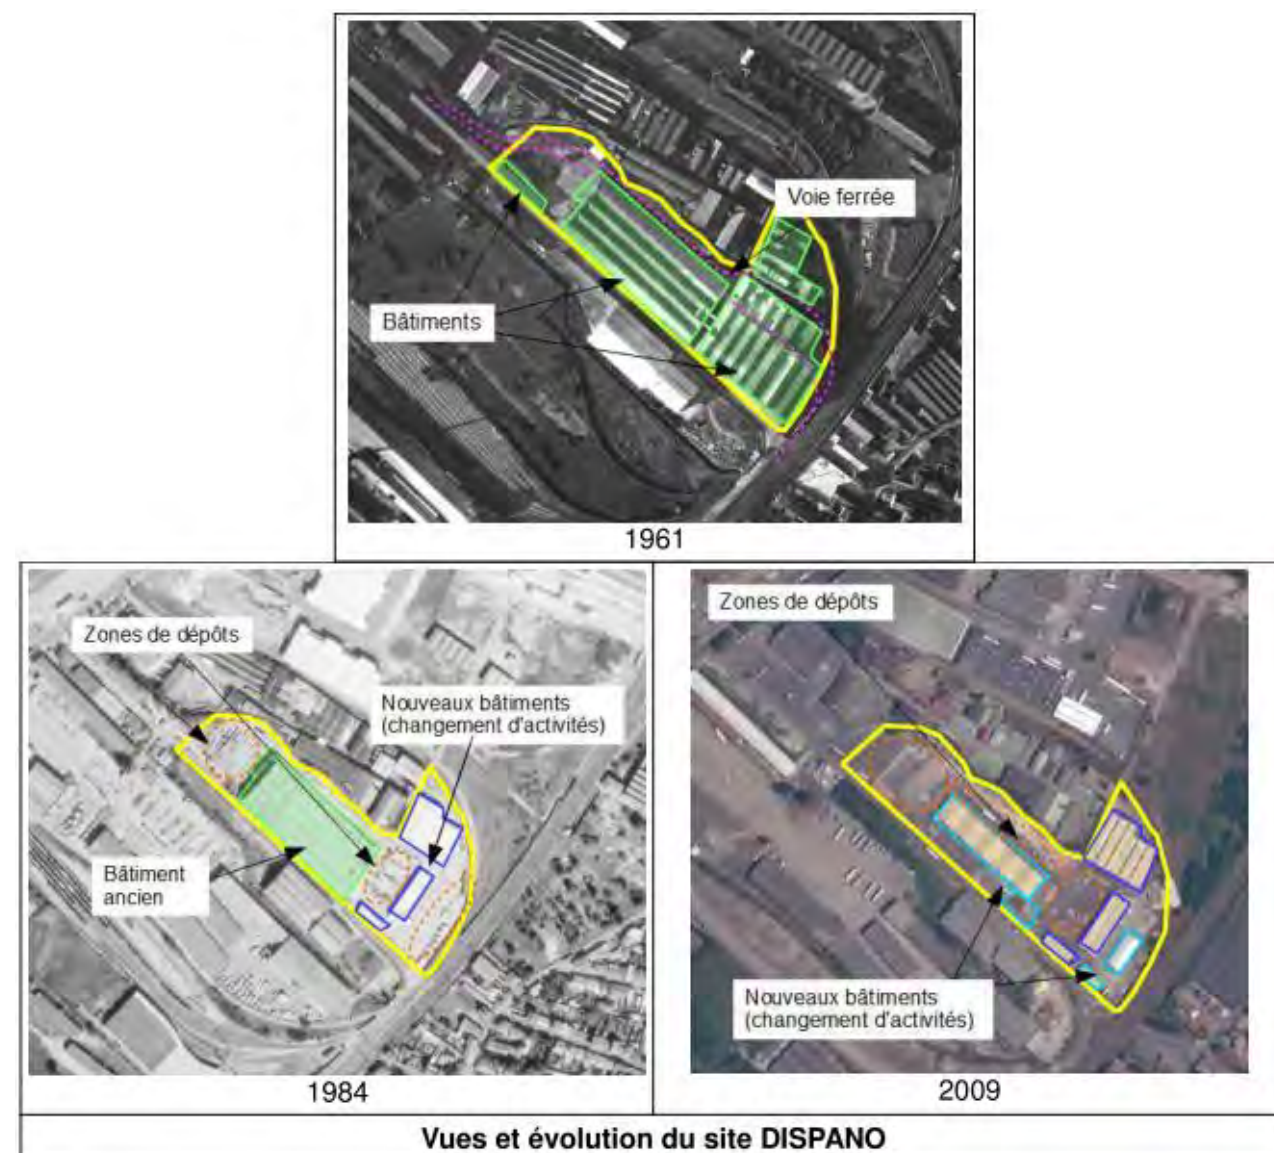 Voie ferrée
Bâtiments
1961
Zones de dépôts
Nouveaux bâtiments
(changement d'activités)
Bâtiment
ancien
1984
Zones de dépôts
Nouveaux bâtiments
(changement d'activités)
2009
Vues et évolution du site DISPANO